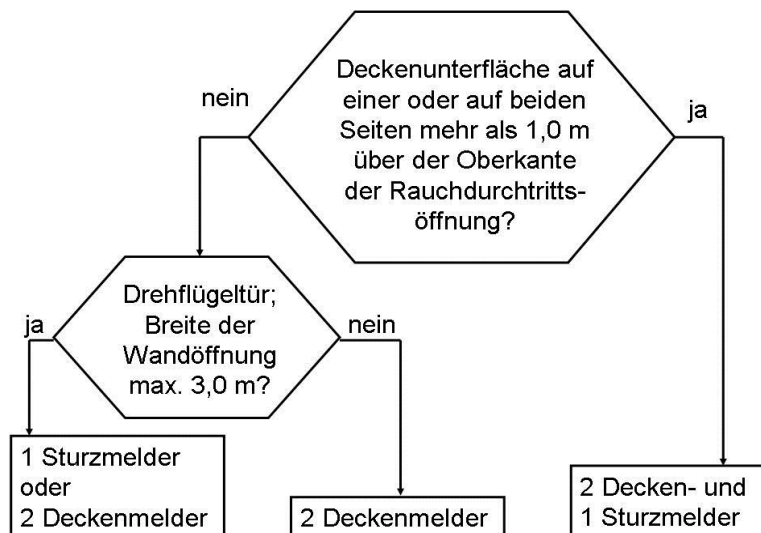 Deckenunterfläche auf
einer oder auf beiden
Seiten mehr als 1,0 m
über der Oberkante
der Rauchdurchtritts-
öffnung?
nein
ja
Drehflügeltür;
Breite der
Wandöffnung
max. 3,0 m?
ja
nein
1 Sturzmelder
oder
2 Deckenmelder
2 Deckenmelder
2 Decken- und
1 Sturzmelder